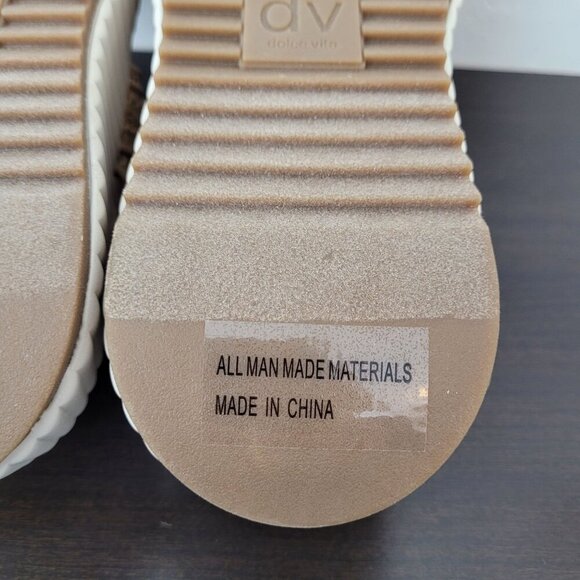 dv
dolce vita
ALL MAN MADE MATERIALS
MADE IN CHINA